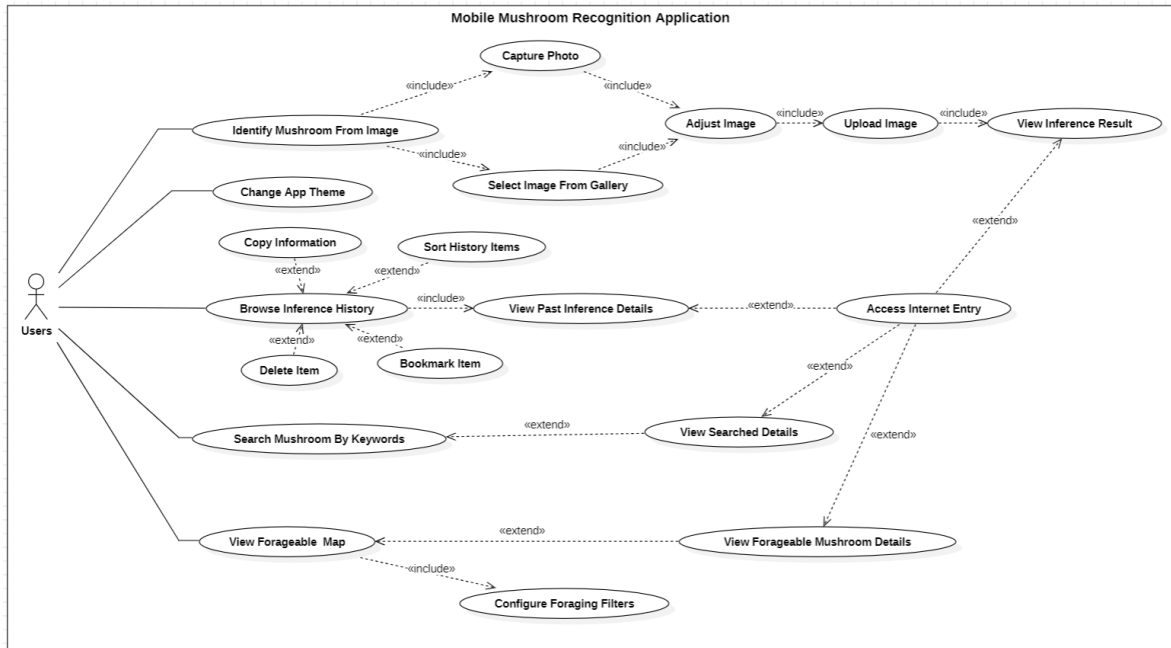 Mobile Mushroom Recognition Application
Capture Photo
«include»
«include»
Identify Mushroom From Image
Adjust Image
«include»
Upload Image
«include»
View Inference Result
«include»
«include»
Select Image From Gallery
Change App Theme
Copy Information
Sort History Items
«extend»
«extend»
«extend»
Users
Browse Inference History
«include»
View Past Inference Details
«extend»
Access Internet Entry
«extend»
«extend»
Delete Item
Bookmark Item
«extend»
Search Mushroom By Keywords
«extend»
View Searched Details
«extend»
View Forageable Map
«extend»
View Forageable Mushroom Details
«include»
Configure Foraging Filters